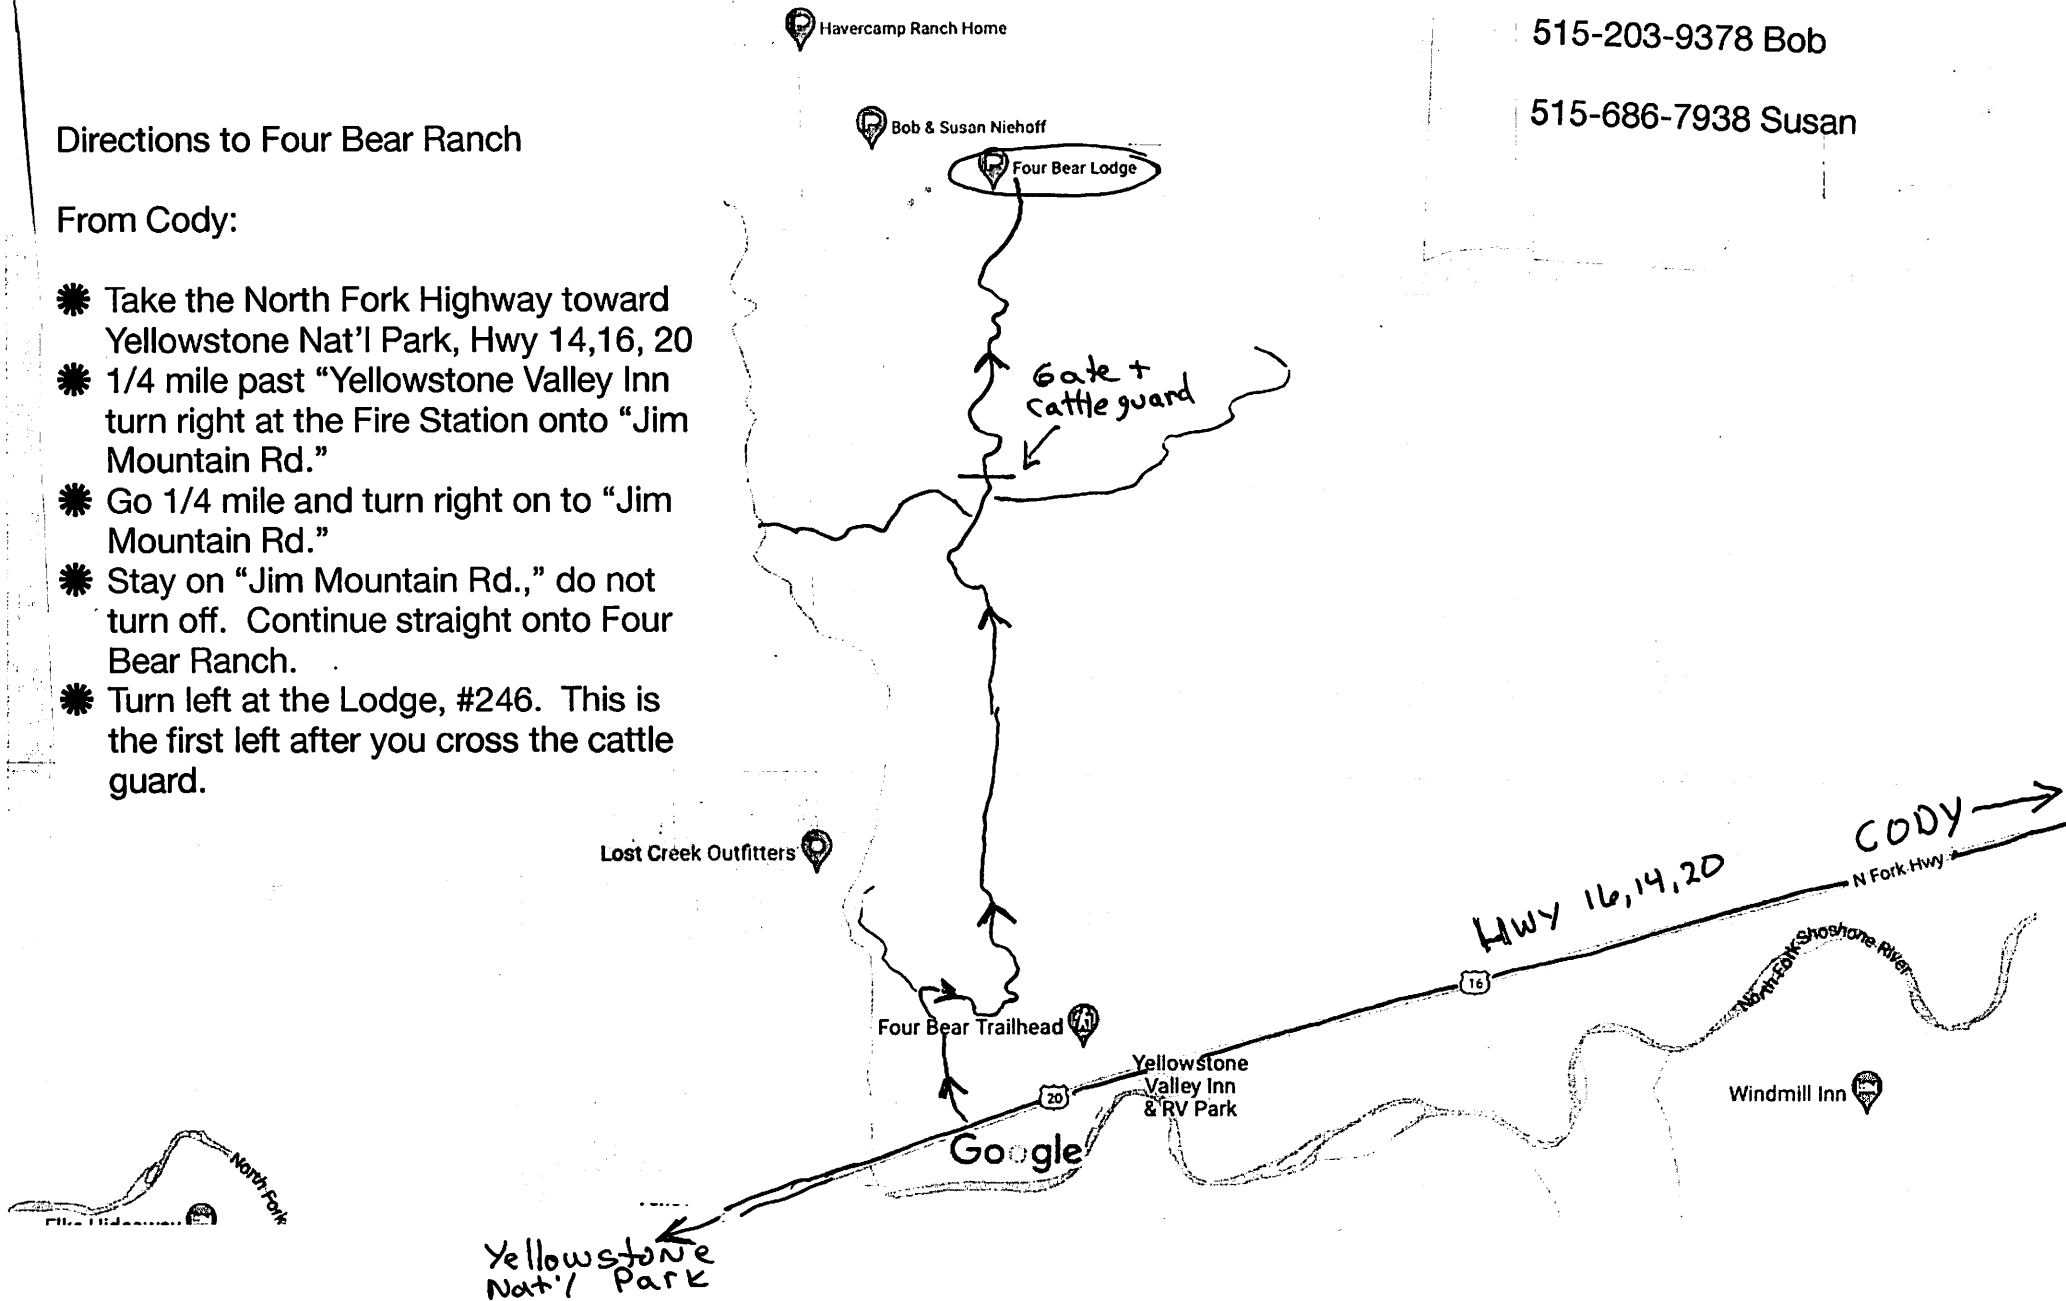 Havercamp Ranch Home
515-203-9378 Bob
515-686-7938 Susan
Bob & Susan Niehoff
Four Bear Lodge
Directions to Four Bear Ranch
From Cody:
✹ Take the North Fork Highway toward
Yellowstone Nat'l Park, Hwy 14,16, 20
✹ 1/4 mile past “Yellowstone Valley Inn
turn right at the Fire Station onto “Jim
Mountain Rd.”
✹ Go 1/4 mile and turn right on to “Jim
Mountain Rd.”
✹ Stay on “Jim Mountain Rd.,” do not
turn off.  Continue straight onto Four
Bear Ranch.
✹ Turn left at the Lodge, #246.  This is
the first left after you cross the cattle
guard.
Gate +
cattle guard
Lost Creek Outfitters
CODY
N Fork Hwy
HWY 16,14,20
16
North Fork Shoshone River
Four Bear Trailhead
Yellowstone
Valley Inn
& RV Park
20
Windmill Inn
Google
North Fork
Yellowstone
Nat'l Park